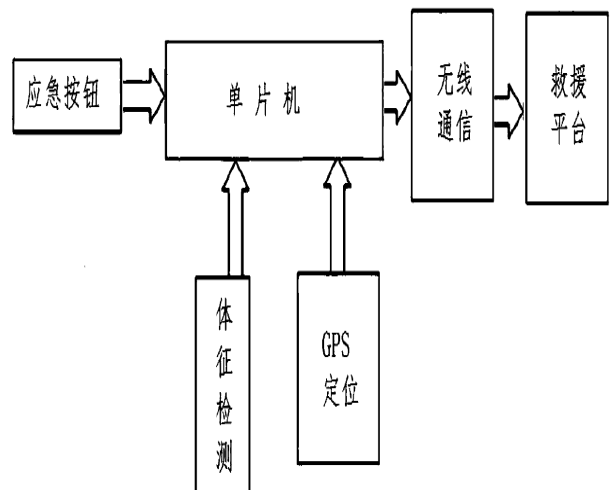 应急按钮
单片机
无线
通信
救援
平台
体
征
检
测
GPS
定位